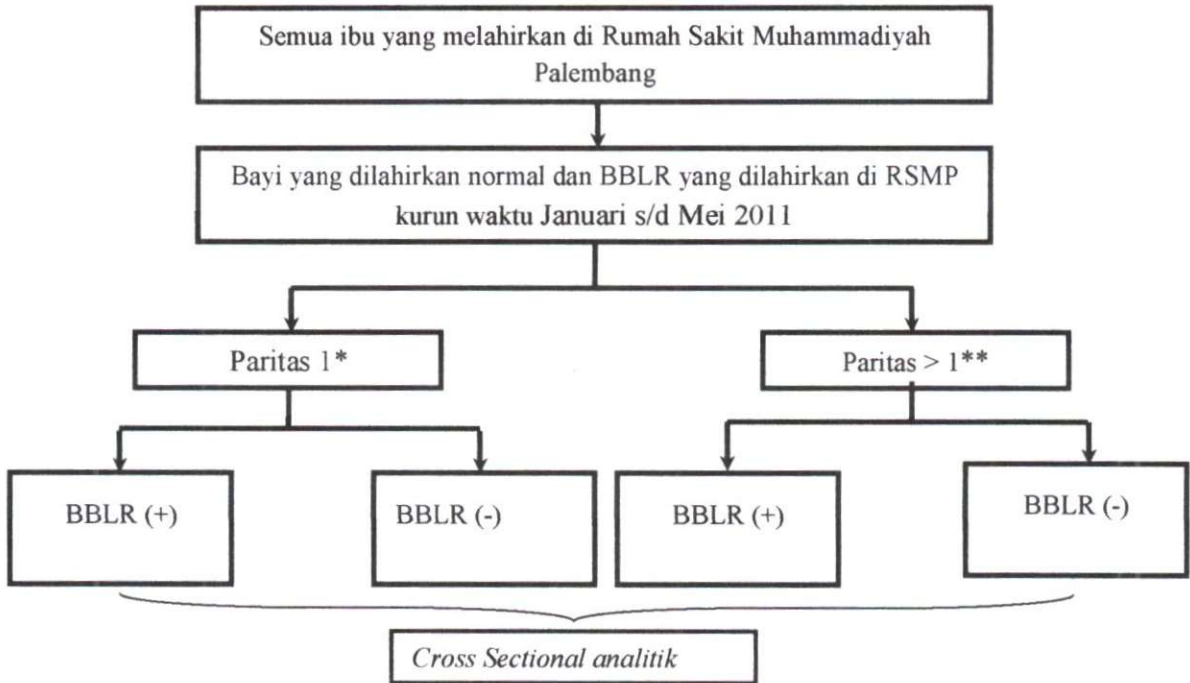 Semua ibu yang melahirkan di Rumah Sakit Muhammadiyah
Palembang
Bayi yang dilahirkan normal dan BBLR yang dilahirkan di RSMP
kurun waktu Januari s/d Mei 2011
Paritas 1*
Paritas > 1**
BBLR (+)
BBLR (-)
BBLR (+)
BBLR (-)
Cross Sectional analitik